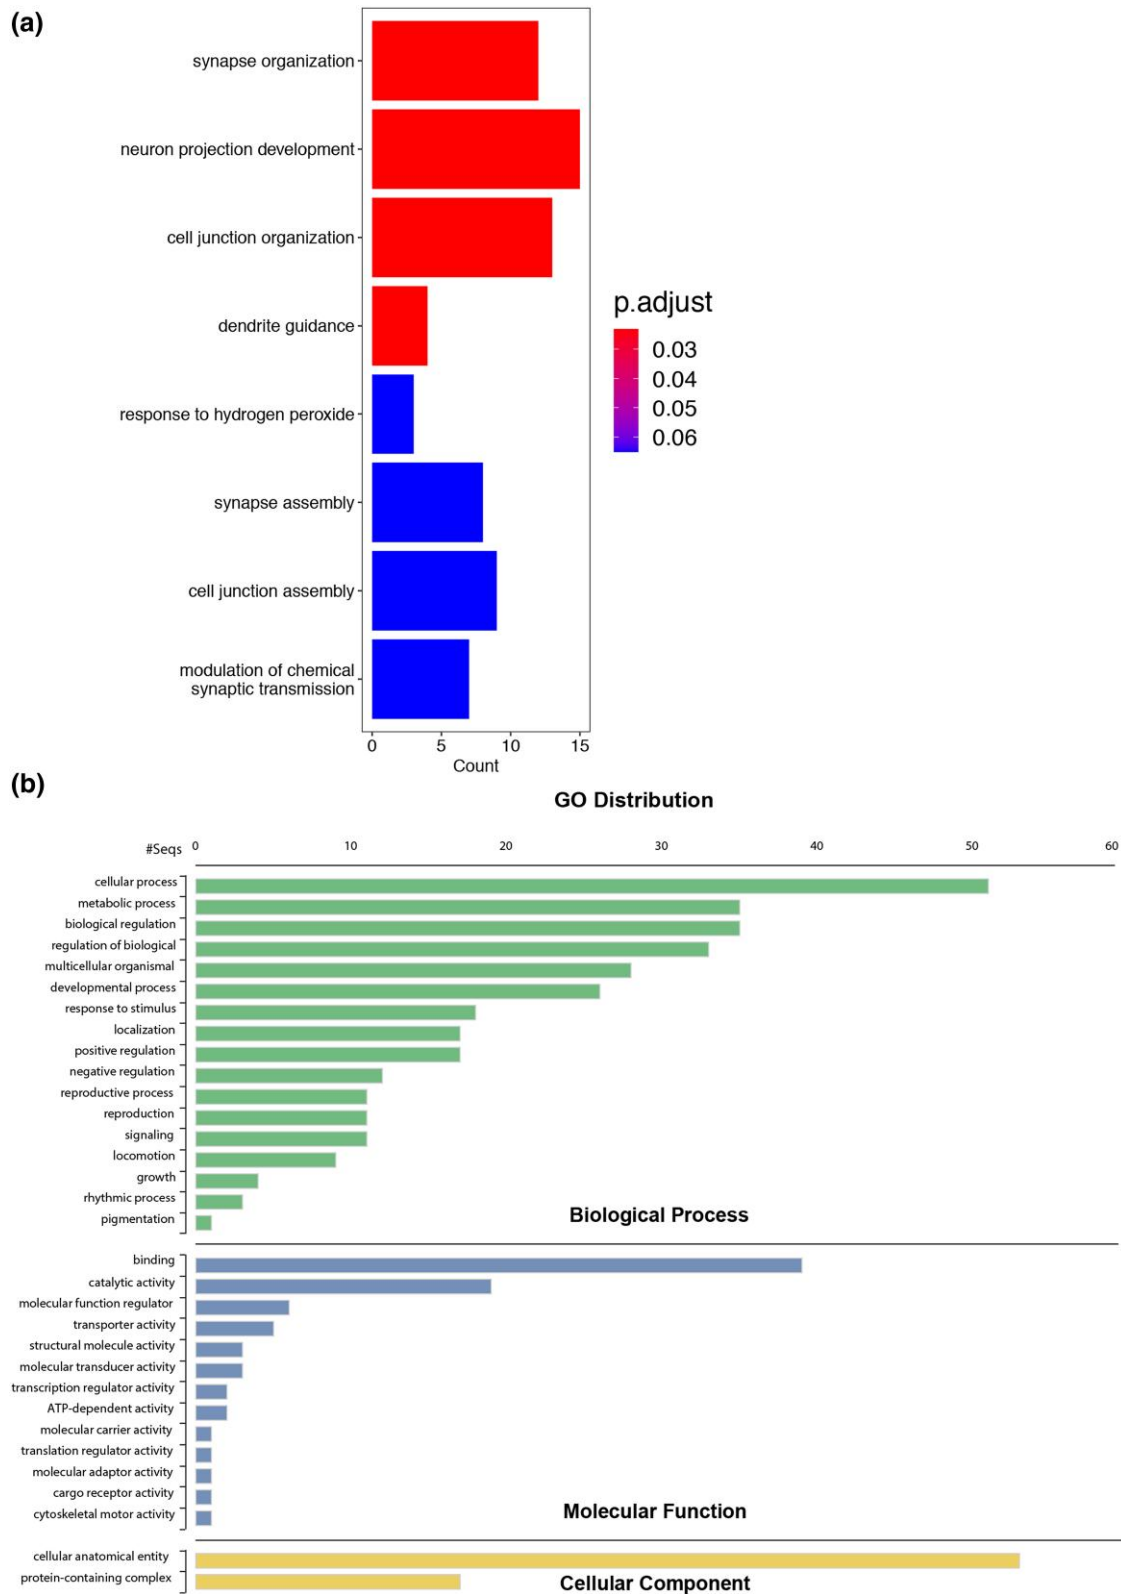 (a)
synapse organization
neuron projection development
cell junction organization
dendrite guidance
response to hydrogen peroxide
synapse assembly
cell junction assembly
modulation of chemical
synaptic transmission
0 5 10 15
Count
p.adjust
0.03
0.04
0.05
0.06
(b)
GO Distribution
#Seqs 0 10 20 30 40 50 60
cellular process
metabolic process
biological regulation
regulation of biological
multicellular organismal
developmental process
response to stimulus
localization
positive regulation
negative regulation
reproductive process
reproduction
signaling
locomotion
growth
rhythmic process
pigmentation
Biological Process
binding
catalytic activity
molecular function regulator
transporter activity
structural molecule activity
molecular transducer activity
transcription regulator activity
ATP-dependent activity
molecular carrier activity
translation regulator activity
molecular adaptor activity
cargo receptor activity
cytoskeletal motor activity
Molecular Function
cellular anatomical entity
protein-containing complex
Cellular Component